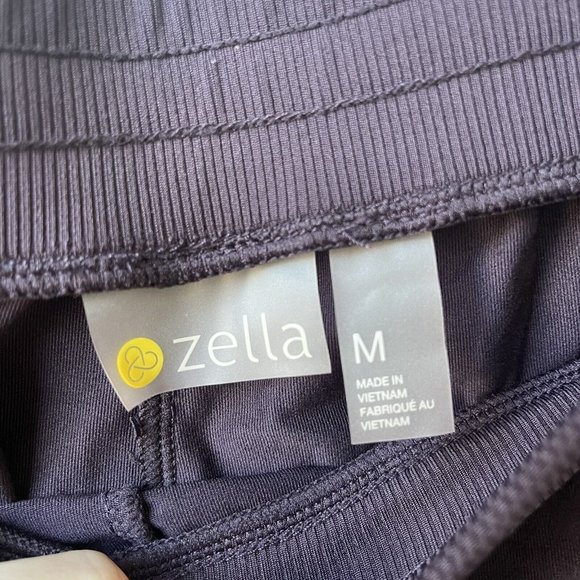 zella
M
MADE IN
VIETNAM
FABRIQUÉ AU
VIETNAM